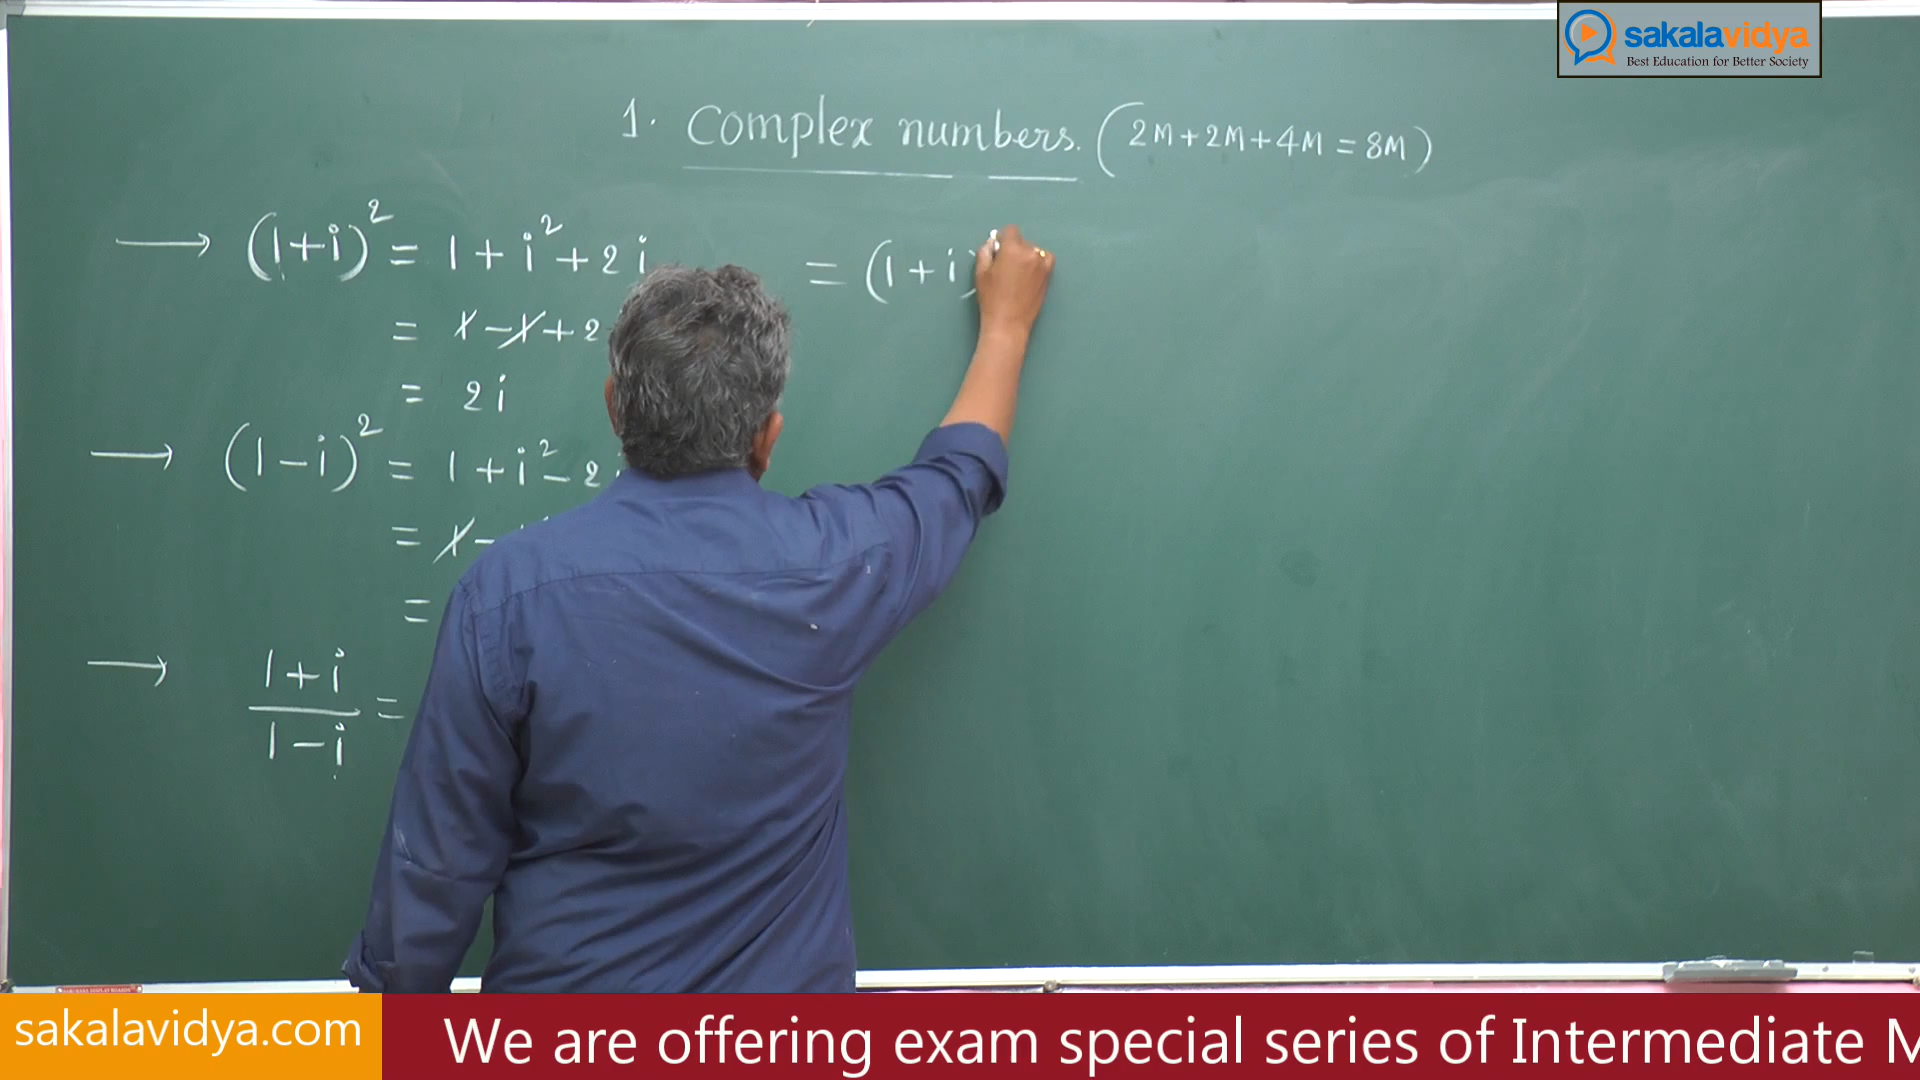 sakalavidya
Best Education for Better Society
1. Complex numbers. (2M+2M+4M = 8M)
→ (1+i)² = 1 + i² + 2i
= 1 - 1 + 2
= 2i
→ (1-i)² = 1 + i² - 2i
= 1 -
=
→ 1+i / 1-i =
= (1+i)
sakalavidya.com
We are offering exam special series of Intermediate M